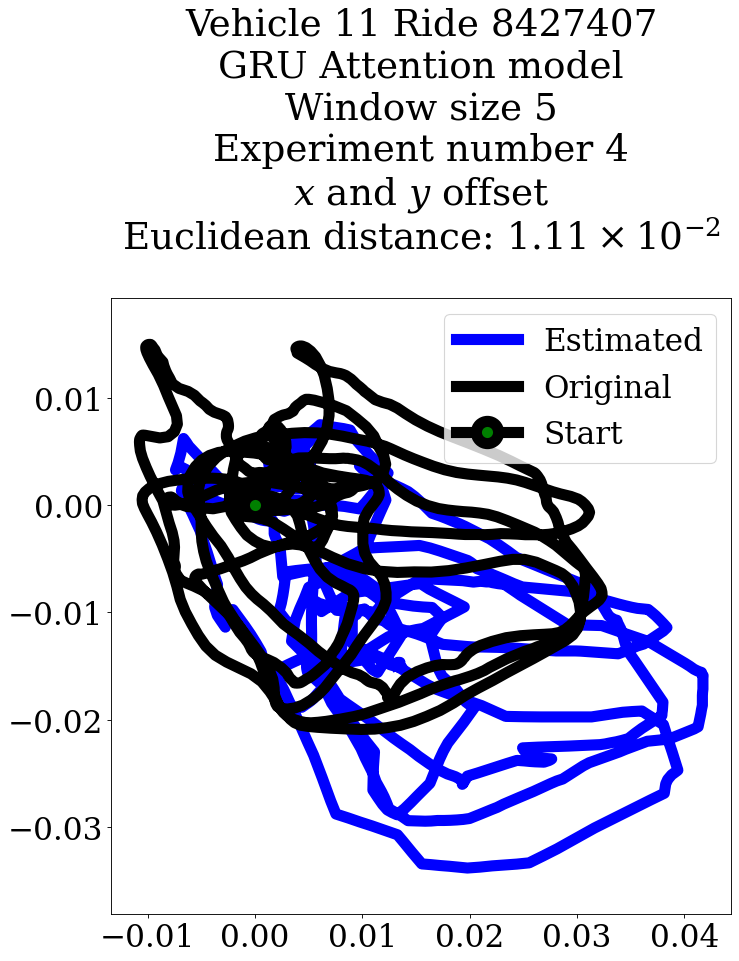 Vehicle 11 Ride 8427407
GRU Attention model
Window size 5
Experiment number 4
x and y offset
Euclidean distance: 1.11 × 10⁻²
Estimated
Original
Start
0.01
0.00
−0.01
−0.02
−0.03
−0.01 0.00 0.01 0.02 0.03 0.04